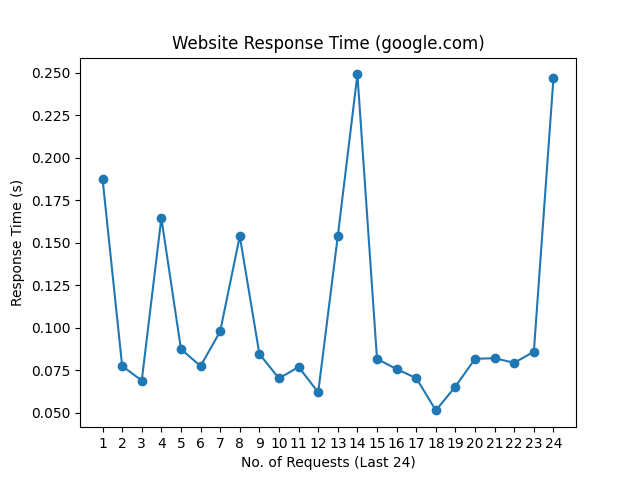 Website Response Time (google.com)
0.250
0.225
0.200
0.175
0.150
0.125
0.100
0.075
0.050
Response Time (s)
1 2 3 4 5 6 7 8 9 10 11 12 13 14 15 16 17 18 19 20 21 22 23 24
No. of Requests (Last 24)